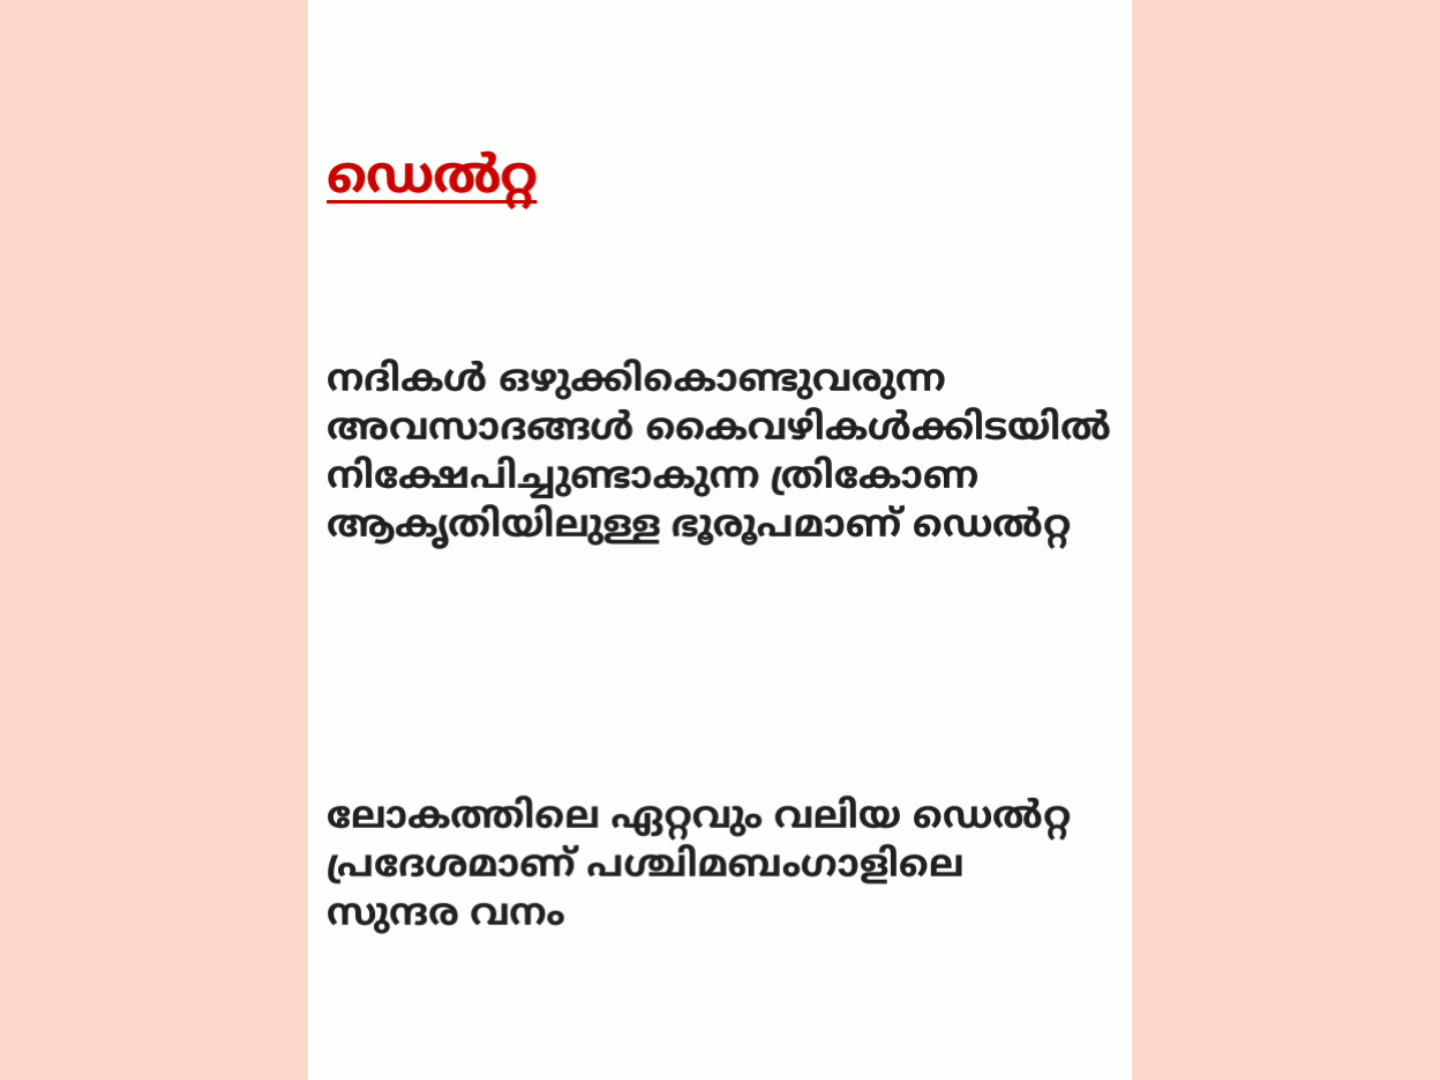 ഡെൽറ്റ
നദികൾ ഒഴുക്കികൊണ്ടുവരുന്ന
അവസാദങ്ങൾ കൈവഴികൾക്കിടയിൽ
നിക്ഷേപിച്ചുണ്ടാകുന്ന ത്രികോണ
ആകൃതിയിലുള്ള ഭൂരൂപമാണ് ഡെൽറ്റ
ലോകത്തിലെ ഏറ്റവും വലിയ ഡെൽറ്റ
പ്രദേശമാണ് പശ്ചിമബംഗാളിലെ
സുന്ദര വനം